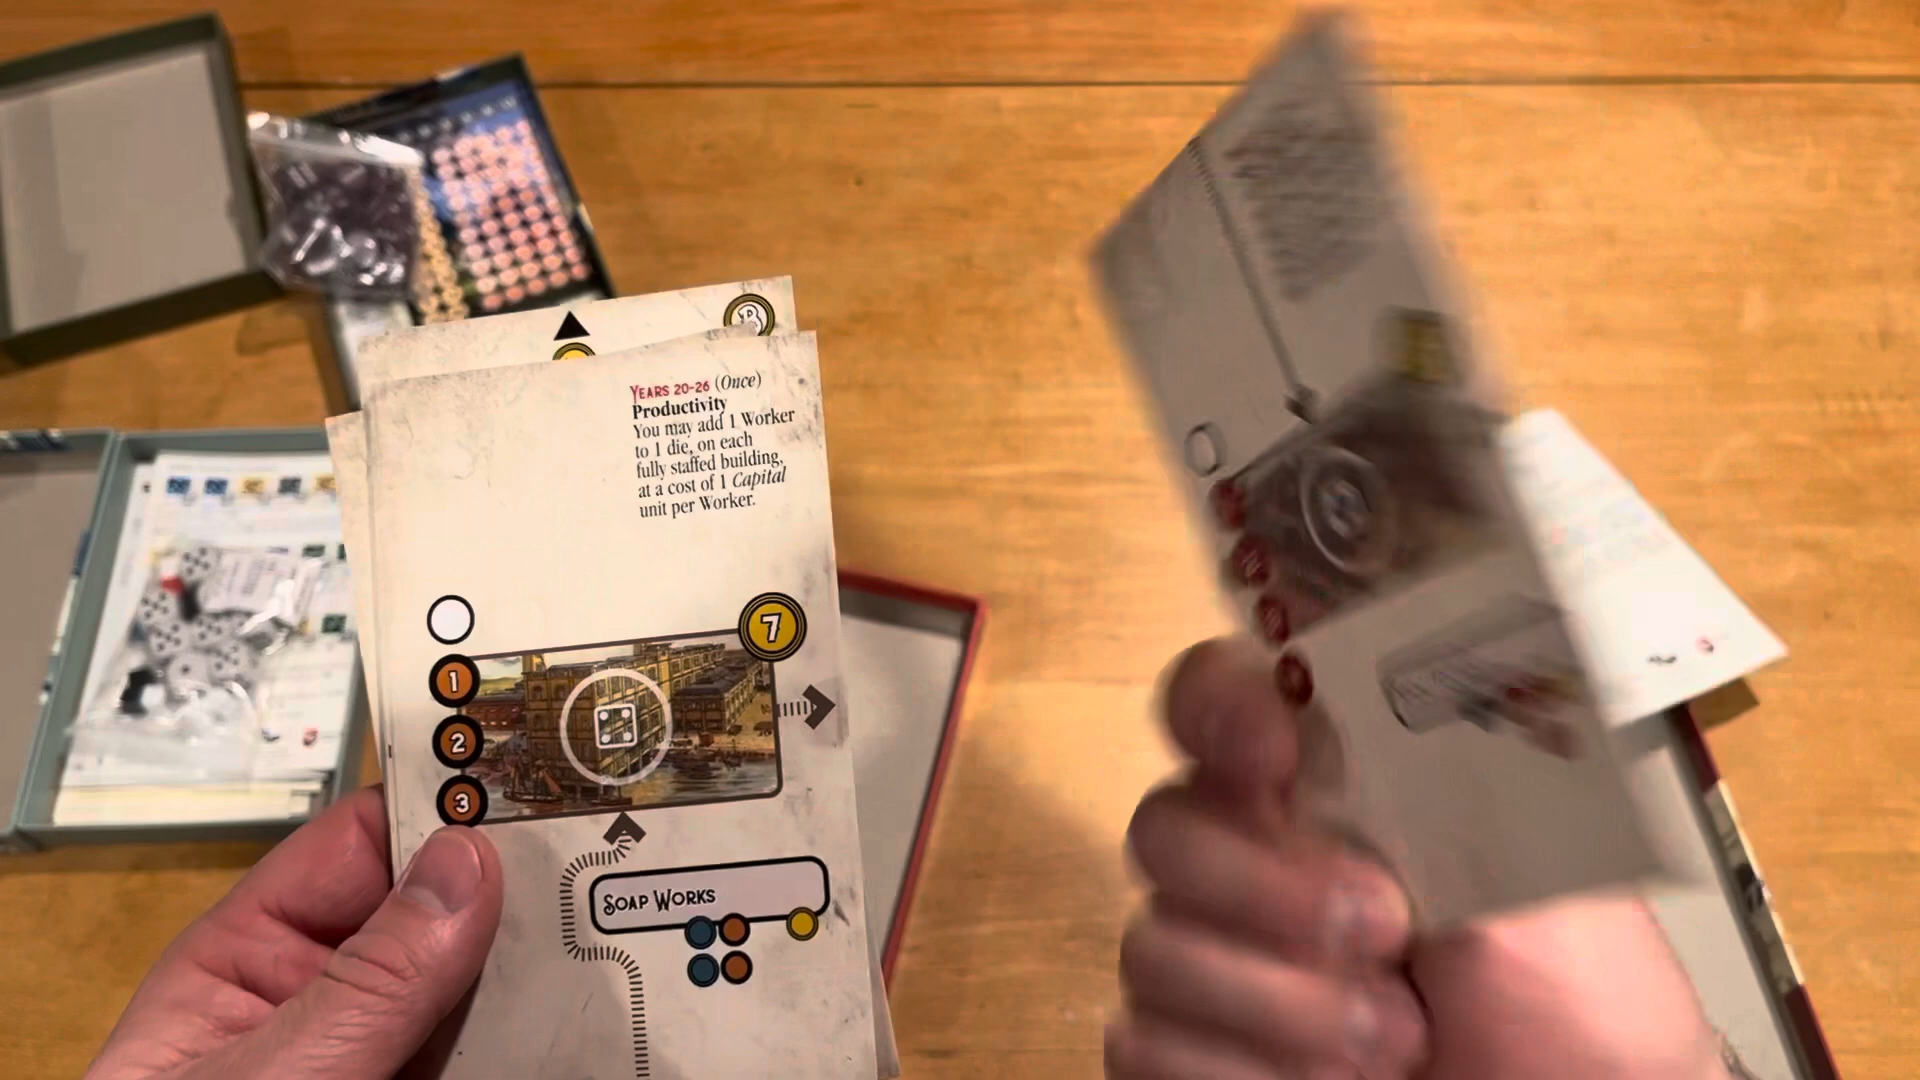 B
YEARS 20-26 (Once)
Productivity
You may add 1 Worker
to 1 die, on each
fully staffed building,
at a cost of 1 Capital
unit per Worker.
7
1
2
3
SOAP WORKS